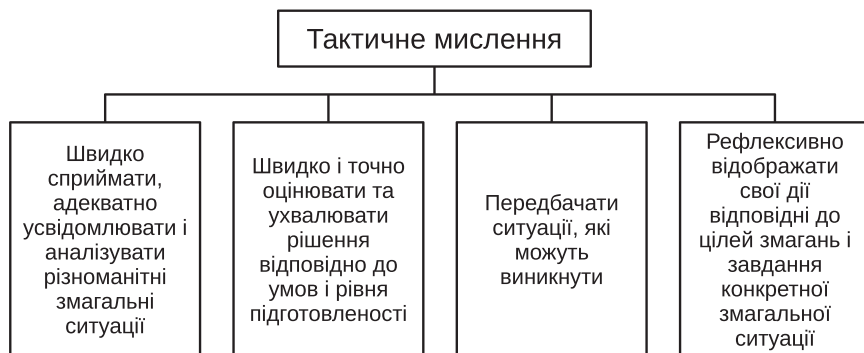 Тактичне мислення
Швидко
сприймати,
адекватно
усвідомлювати і
аналізувати
різноманітні
змагальні
ситуації
Швидко і точно
оцінювати та
ухвалювати
рішення
відповідно до
умов і рівня
підготовленості
Передбачати
ситуації, які
можуть
виникнути
Рефлексивно
відображати
свої дії
відповідні до
цілей змагань і
завдання
конкретної
змагальної
ситуації